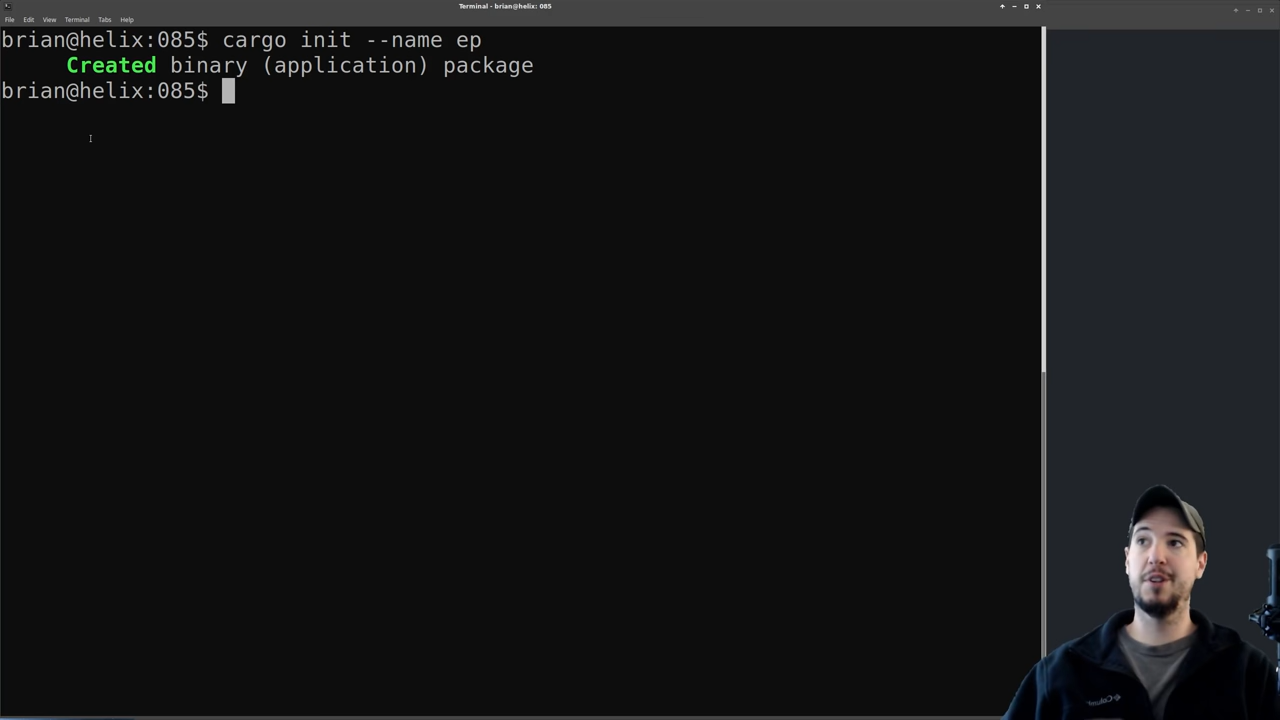 Terminal - brian@helix: 085
File Edit View Terminal Tabs Help
brian@helix:085$ cargo init --name ep
Created binary (application) package
brian@helix:085$
Columbia